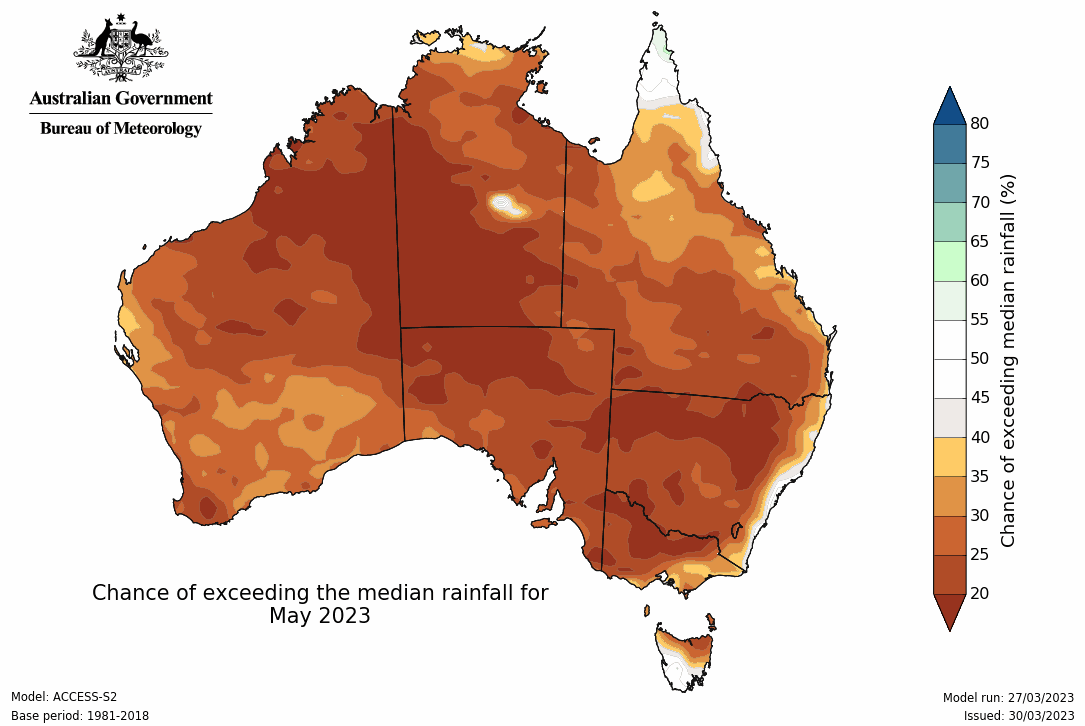 Australian Government
Bureau of Meteorology
80
75
70
65
60
55
50
45
40
35
30
25
20
Chance of exceeding median rainfall (%)
Chance of exceeding the median rainfall for
May 2023
Model: ACCESS-S2
Base period: 1981-2018
Model run: 27/03/2023
Issued: 30/03/2023